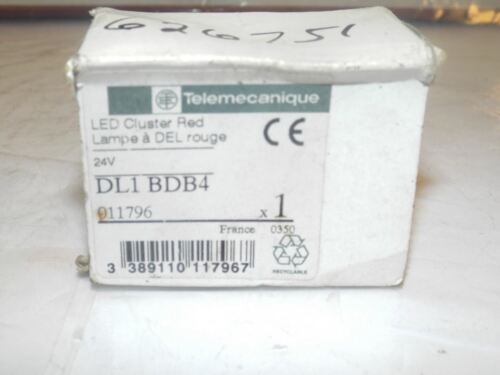 626751
Telemecanique
LED Cluster Red
Lampe à DEL rouge
CE
24V
DL1 BDB4
011796 x 1
France 0350
3 389110 117967
RECYCLABLE